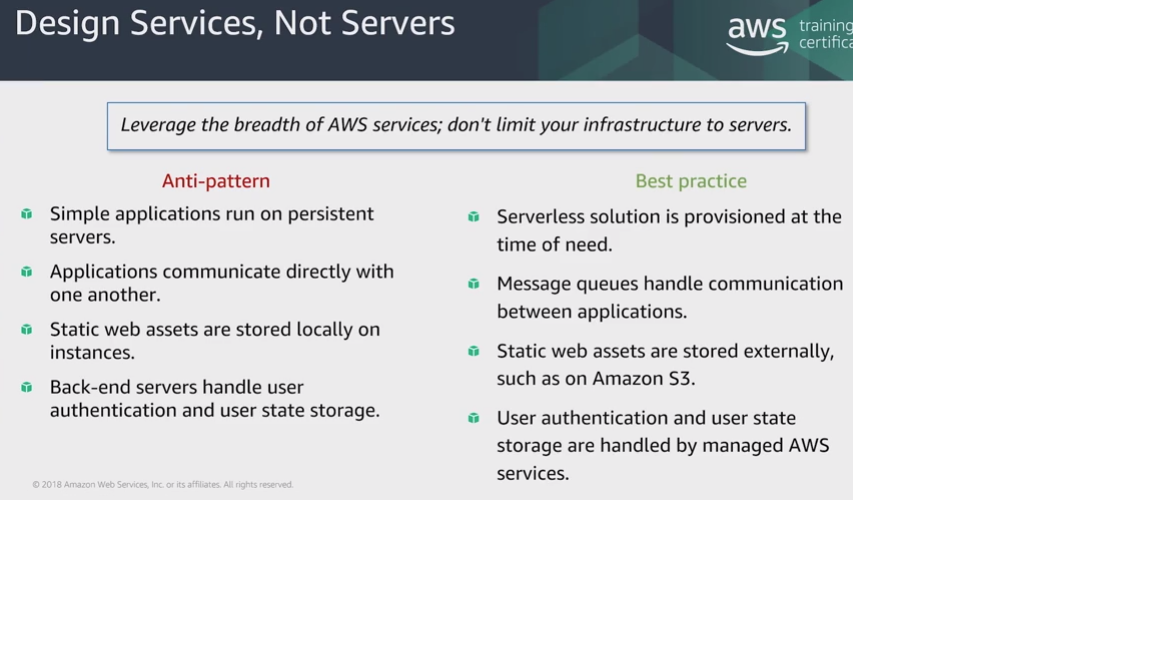 Design Services, Not Servers
aws training
Leverage the breadth of AWS services; don't limit your infrastructure to servers.
Anti-pattern
Simple applications run on persistent
servers.
Applications communicate directly with
one another.
Static web assets are stored locally on
instances.
Back-end servers handle user
authentication and user state storage.
Best practice
Serverless solution is provisioned at the
time of need.
Message queues handle communication
between applications.
Static web assets are stored externally,
such as on Amazon S3.
User authentication and user state
storage are handled by managed AWS
services.
© 2018 Amazon Web Services, Inc. or its affiliates. All rights reserved.